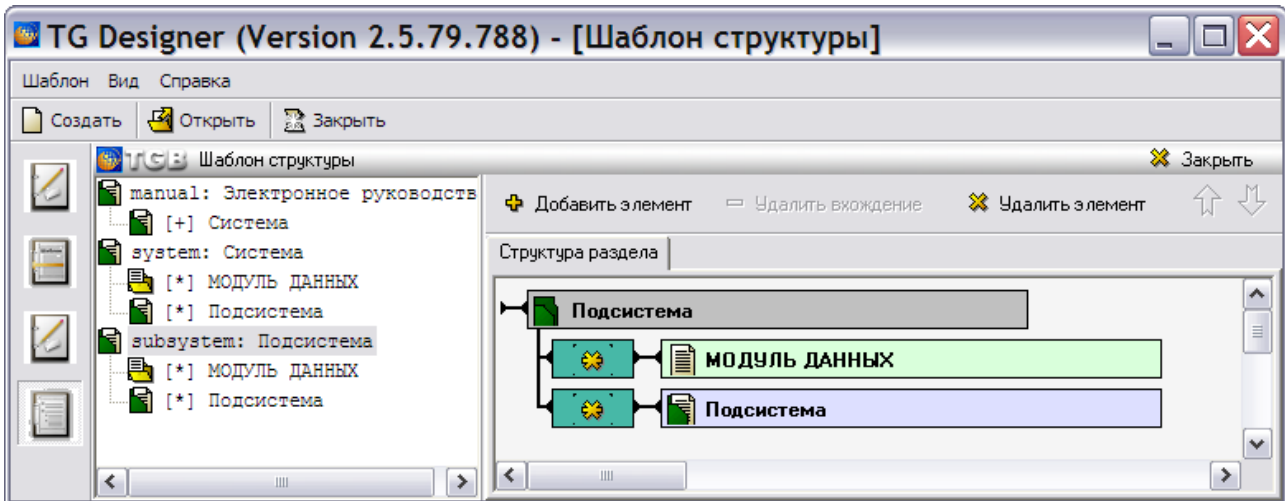 TG Designer (Version 2.5.79.788) - [Шаблон структуры]
Шаблон Вид Справка
Создать Открыть Закрыть
TGB Шаблон структуры Закрыть
manual: Электронное руководств
[+] Система
system: Система
[*] МОДУЛЬ ДАННЫХ
[*] Подсистема
subsystem: Подсистема
[*] МОДУЛЬ ДАННЫХ
[*] Подсистема
Добавить элемент Удалить вхождение Удалить элемент
Структура раздела
Подсистема
МОДУЛЬ ДАННЫХ
Подсистема